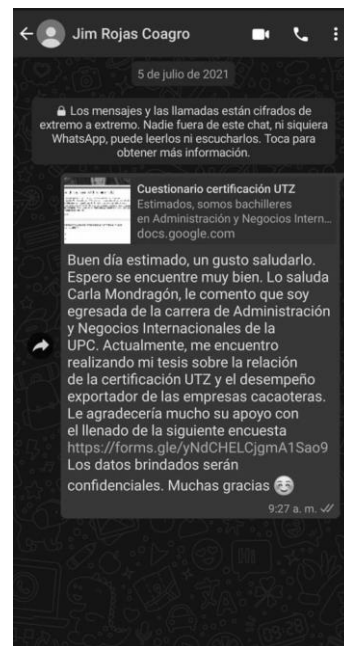 Jim Rojas Coagro
5 de julio de 2021
Los mensajes y las llamadas están cifrados de
extremo a extremo. Nadie fuera de este chat, ni siquiera
WhatsApp, puede leerlos ni escucharlos. Toca para
obtener más información.
Cuestionario certificación UTZ
Estimados, somos bachilleres
en Administración y Negocios Intern...
docs.google.com
Buen día estimado, un gusto saludarlo.
Espero se encuentre muy bien. Lo saluda
Carla Mondragón, le comento que soy
egresada de la carrera de Administración
y Negocios Internacionales de la
UPC. Actualmente, me encuentro
realizando mi tesis sobre la relación
de la certificación UTZ y el desempeño
exportador de las empresas cacaoteras.
Le agradecería mucho su apoyo con
el llenado de la siguiente encuesta
https://forms.gle/yNdCHELCjgmA1Sao9
Los datos brindados serán
confidenciales. Muchas gracias
9:27 a. m.